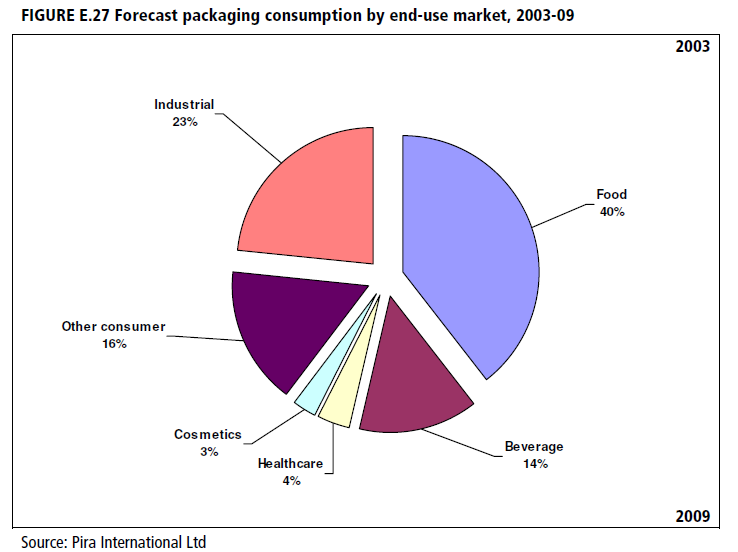 FIGURE E.27 Forecast packaging consumption by end-use market, 2003-09
2003
Industrial
23%
Food
40%
Other consumer
16%
Cosmetics
3%
Healthcare
4%
Beverage
14%
2009
Source: Pira International Ltd